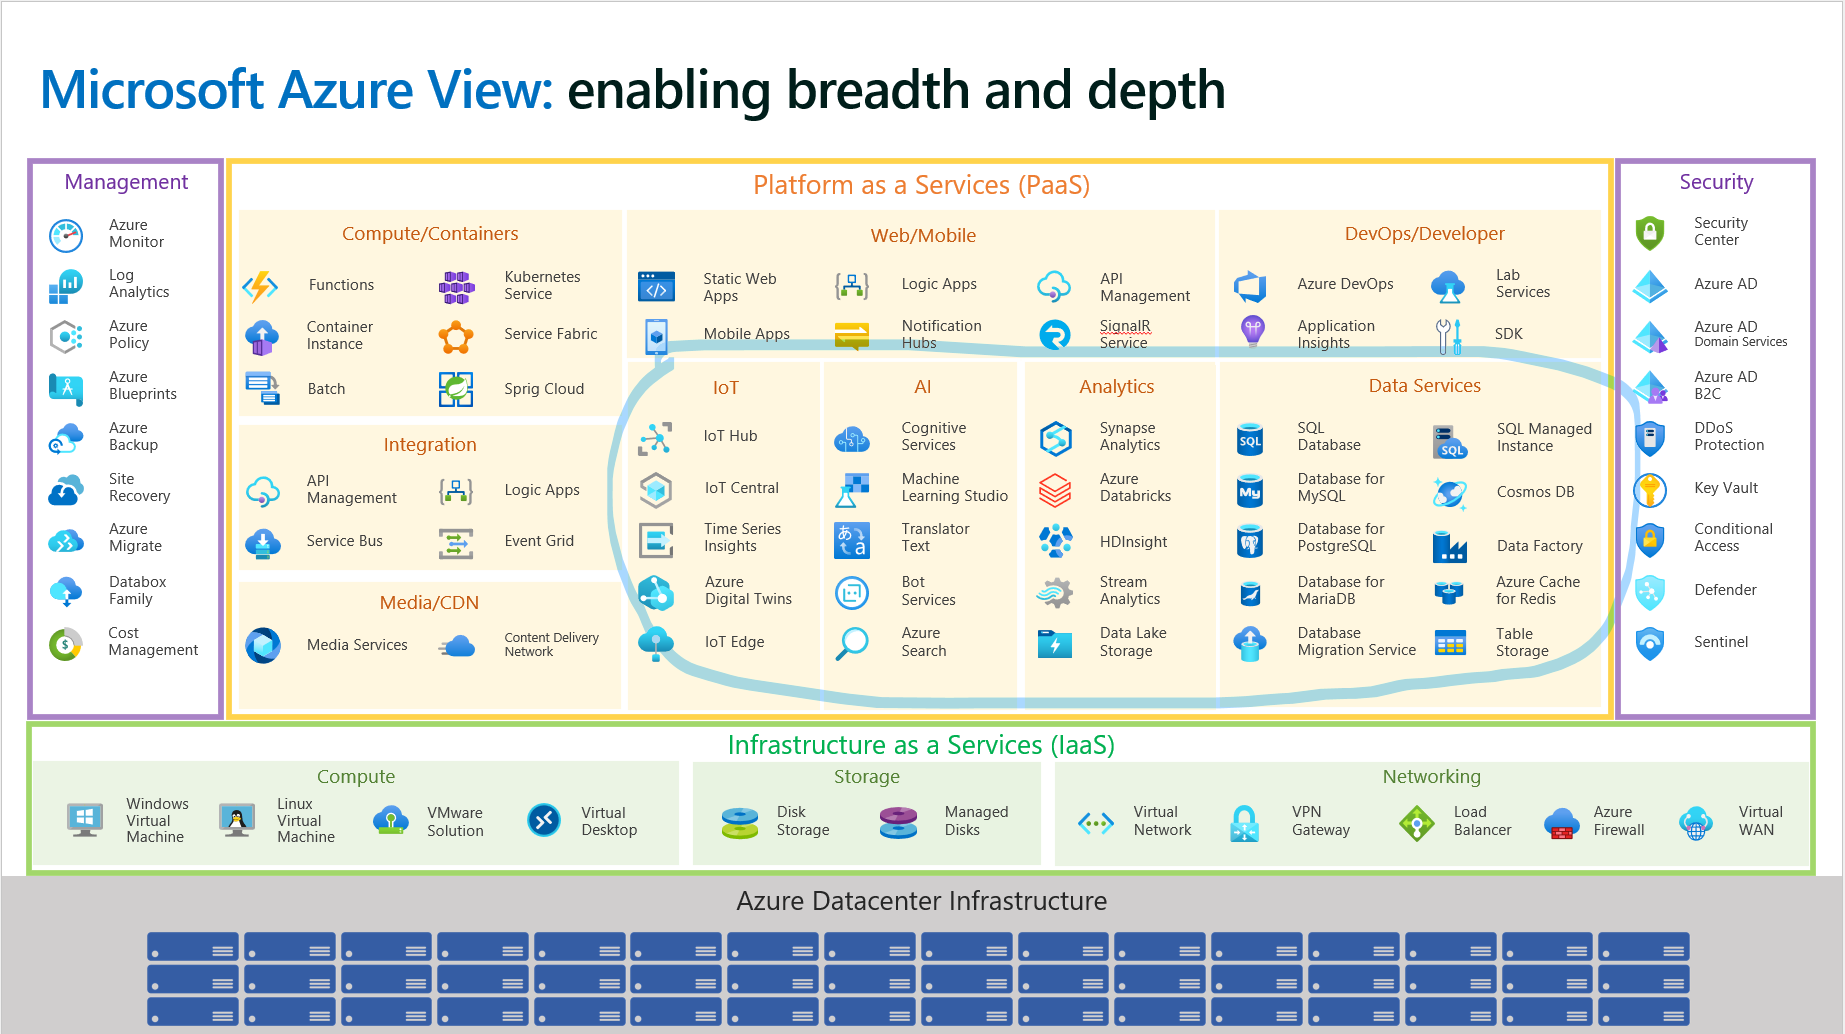 Microsoft Azure View: enabling breadth and depth
Management
Azure
Monitor
Log
Analytics
Azure
Policy
Azure
Blueprints
Azure
Backup
Site
Recovery
Azure
Migrate
Databox
Family
Cost
Management
Platform as a Services (PaaS)
Compute/Containers
Functions
Kubernetes
Service
Container
Instance
Service Fabric
Batch
Sprig Cloud
Integration
API
Management
Logic Apps
Service Bus
Event Grid
Media/CDN
Media Services
Content Delivery
Network
Web/Mobile
Static Web
Apps
Logic Apps
API
Management
Mobile Apps
Notification
Hubs
SignalR
Service
DevOps/Developer
Azure DevOps
Lab
Services
Application
Insights
SDK
IoT
IoT Hub
IoT Central
Time Series
Insights
Azure
Digital Twins
IoT Edge
AI
Cognitive
Services
Machine
Learning Studio
Translator
Text
Bot
Services
Azure
Search
Analytics
Synapse
Analytics
Azure
Databricks
HDInsight
Stream
Analytics
Data Lake
Storage
Data Services
SQL
SQL
Database
SQL
SQL Managed
Instance
My
Database for
MySQL
Cosmos DB
Database for
PostgreSQL
Data Factory
Database for
MariaDB
Azure Cache
for Redis
Database
Migration Service
Table
Storage
Security
Security
Center
Azure AD
Azure AD
Domain Services
Azure AD
B2C
DDoS
Protection
Key Vault
Conditional
Access
Defender
Sentinel
Infrastructure as a Services (IaaS)
Compute
Windows
Virtual
Machine
Linux
Virtual
Machine
VMware
Solution
Virtual
Desktop
Storage
Disk
Storage
Managed
Disks
Networking
Virtual
Network
VPN
Gateway
Load
Balancer
Azure
Firewall
Virtual
WAN
Azure Datacenter Infrastructure